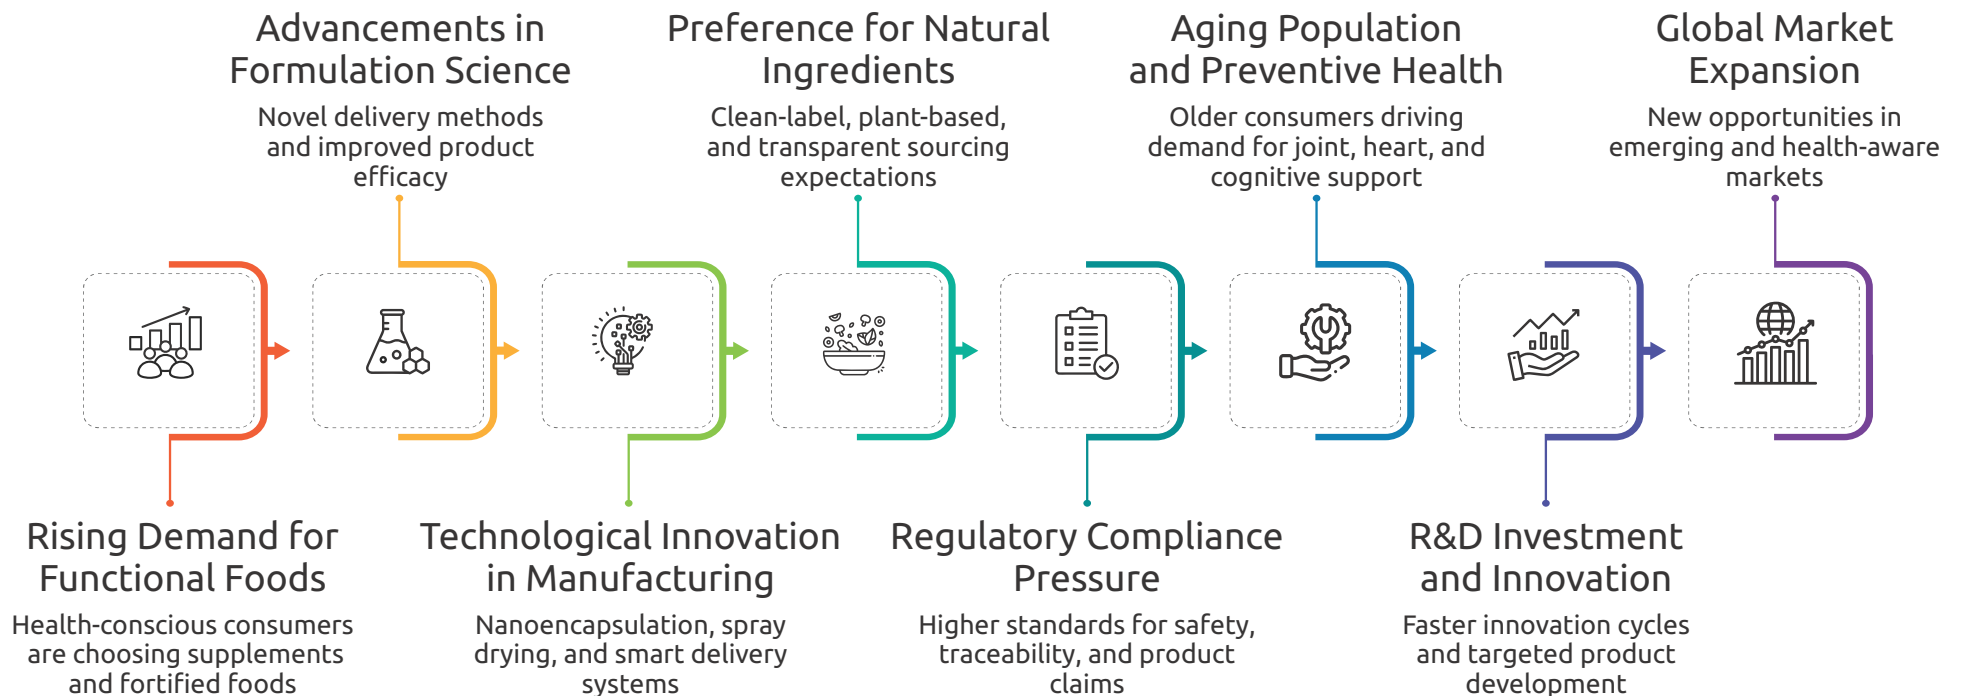 Advancements in
Formulation Science
Novel delivery methods
and improved product
efficacy
Preference for Natural
Ingredients
Clean-label, plant-based,
and transparent sourcing
expectations
Aging Population
and Preventive Health
Older consumers driving
demand for joint, heart, and
cognitive support
Global Market
Expansion
New opportunities in
emerging and health-aware
markets
Rising Demand for
Functional Foods
Health-conscious consumers
are choosing supplements
and fortified foods
Technological Innovation
in Manufacturing
Nanoencapsulation, spray
drying, and smart delivery
systems
Regulatory Compliance
Pressure
Higher standards for safety,
traceability, and product
claims
R&D Investment
and Innovation
Faster innovation cycles
and targeted product
development